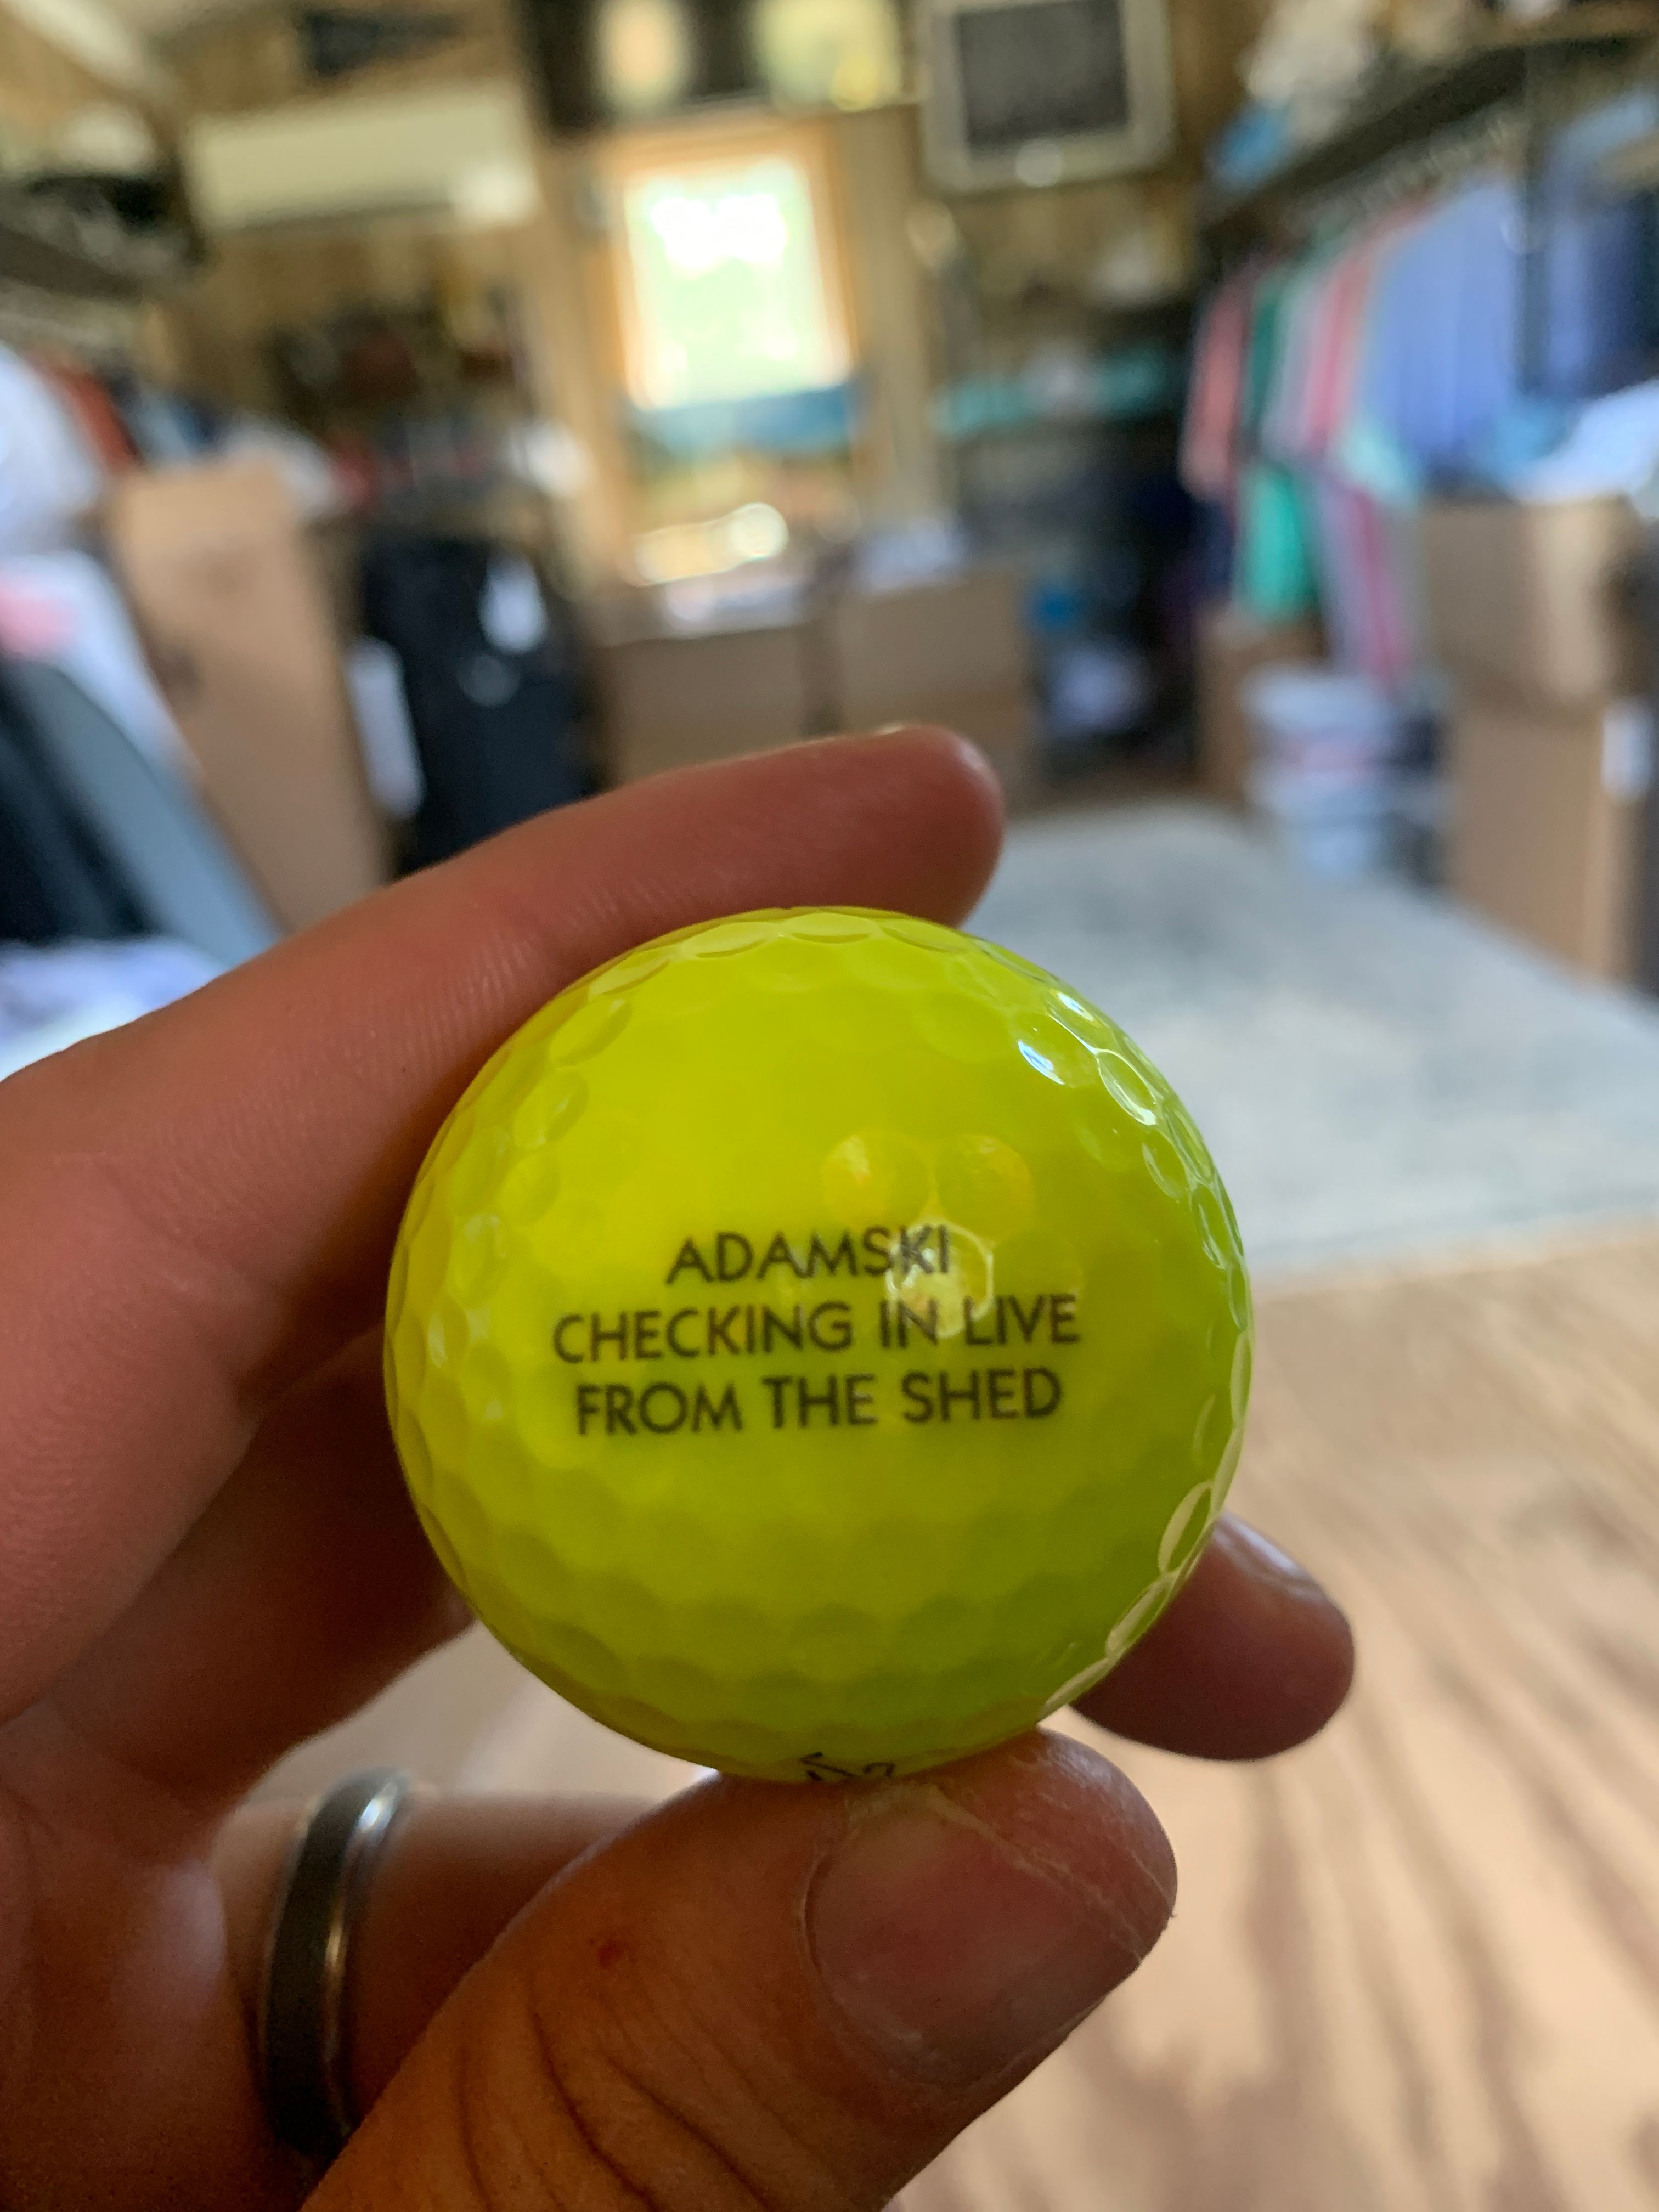 ADAMSKI
CHECKING IN LIVE
FROM THE SHED